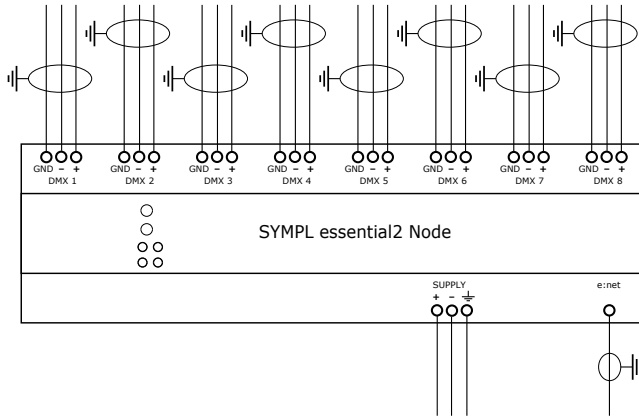 GND − + GND − + GND − + GND − + GND − + GND − + GND − + GND − +
DMX 1 DMX 2 DMX 3 DMX 4 DMX 5 DMX 6 DMX 7 DMX 8
SYMPL essential2 Node
SUPPLY e:net
+ −